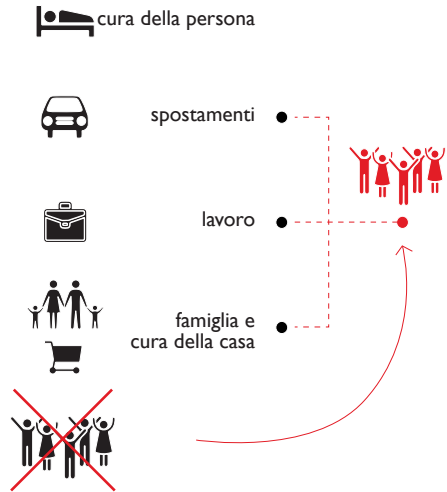 cura della persona
spostamenti
lavoro
famiglia e
cura della casa